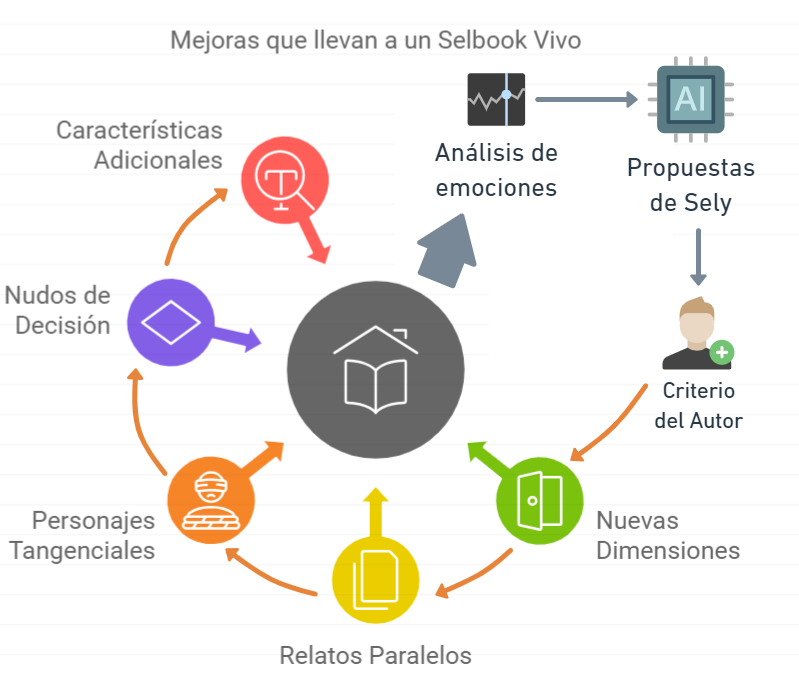 Mejoras que llevan a un Selbook Vivo
Características
Adicionales
Análisis de
emociones
AI
Propuestas
de Sely
Nudos de
Decisión
Criterio
del Autor
Personajes
Tangenciales
Nuevas
Dimensiones
Relatos Paralelos